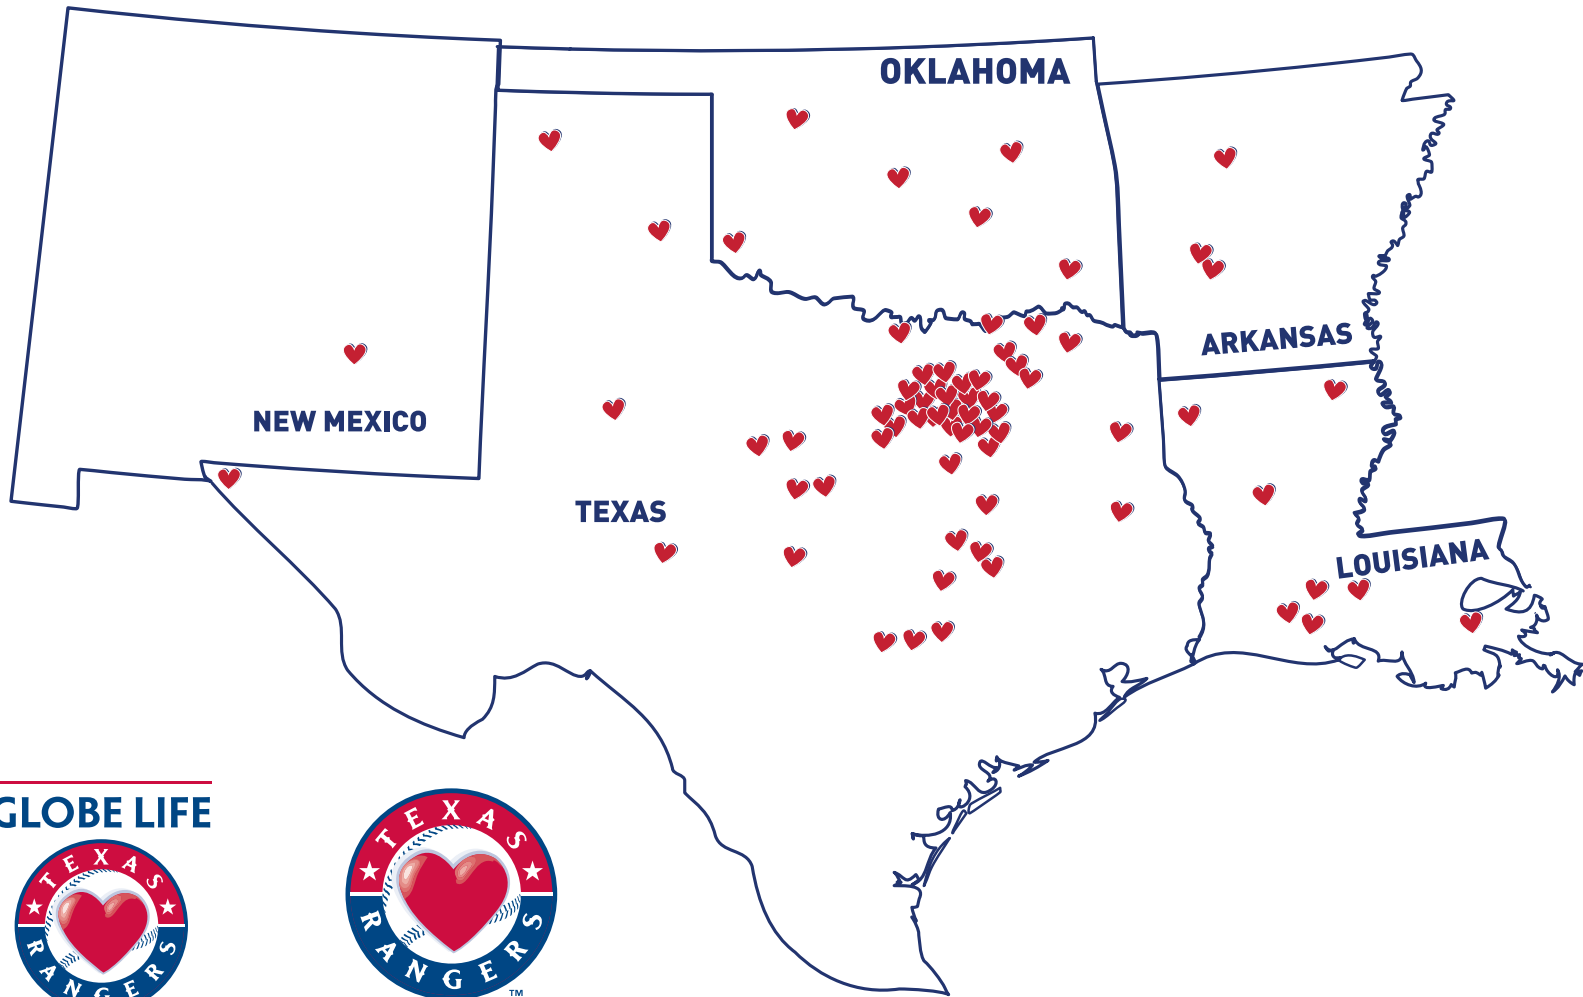 OKLAHOMA
ARKANSAS
NEW MEXICO
TEXAS
LOUISIANA
GLOBE LIFE
TEXAS
RANGERS
TEXAS
RANGERS
TM